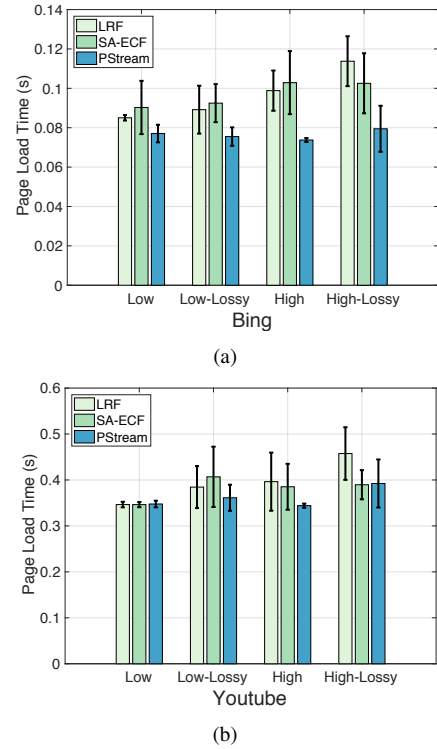 0.14
LRF
SA-ECF
PStream
0.12
0.1
0.08
0.06
0.04
0.02
0
Page Load Time (s)
Low Low-Lossy High High-Lossy
Bing
(a)
0.6
LRF
SA-ECF
PStream
0.5
0.4
0.3
0.2
0.1
0
Page Load Time (s)
Low Low-Lossy High High-Lossy
Youtube
(b)